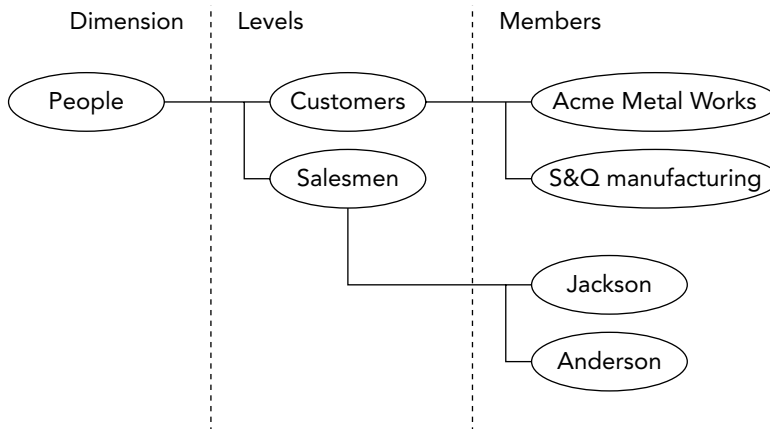 Dimension
Levels
Members
People
Customers
Acme Metal Works
Salesmen
S&Q manufacturing
Jackson
Anderson